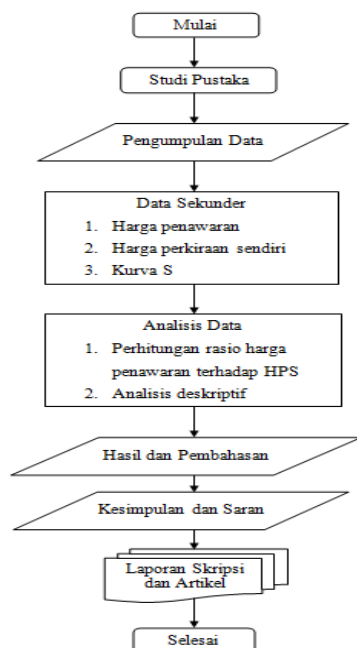 Mulai
Studi Pustaka
Pengumpulan Data
Data Sekunder
1. Harga penawaran
2. Harga perkiraan sendiri
3. Kurva S
Analisis Data
1. Perhitungan rasio harga
penawaran terhadap HPS
2. Analisis deskriptif
Hasil dan Pembahasan
Kesimpulan dan Saran
Laporan Skripsi
dan Artikel
Selesai